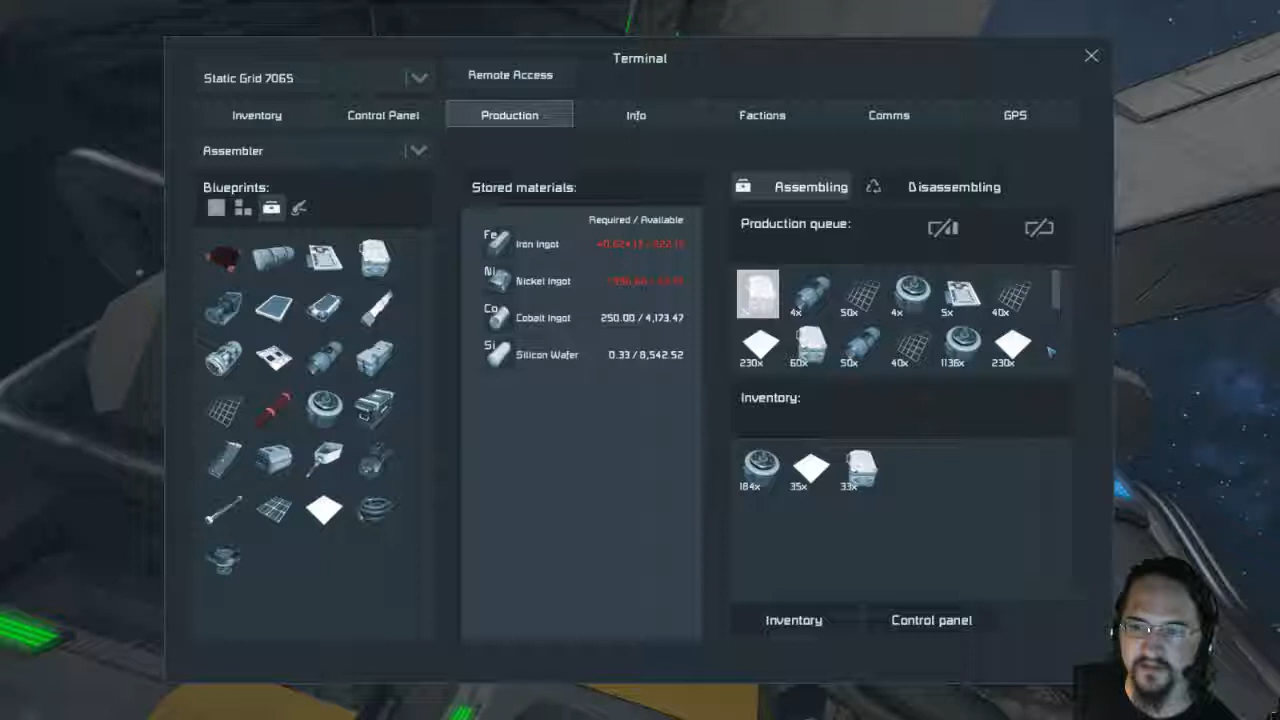 Terminal
Static Grid 7065
Remote Access
Inventory
Control Panel
Production
Info
Factions
Comms
GPS
Assembler
Blueprints:
Stored materials:
Required / Available
Fe
Iron Ingot
Ni
Nickel Ingot
Co
Cobalt Ingot
250.00 / 4,173.47
Si
Silicon Wafer
0.33 / 8,542.52
Assembling
Disassembling
Production queue:
4x
50x
4x
5x
40x
230x
60x
50x
40x
1136x
230x
Inventory:
184x
35x
33x
Inventory
Control panel